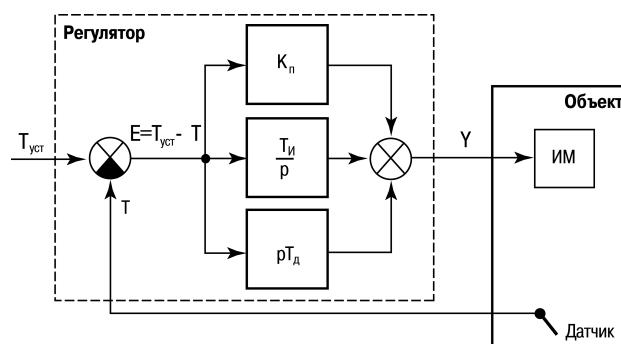 Регулятор
Kп
Объект
Tуст
E=Tуст- T
Tи
p
Y
ИМ
T
pTд
Датчик